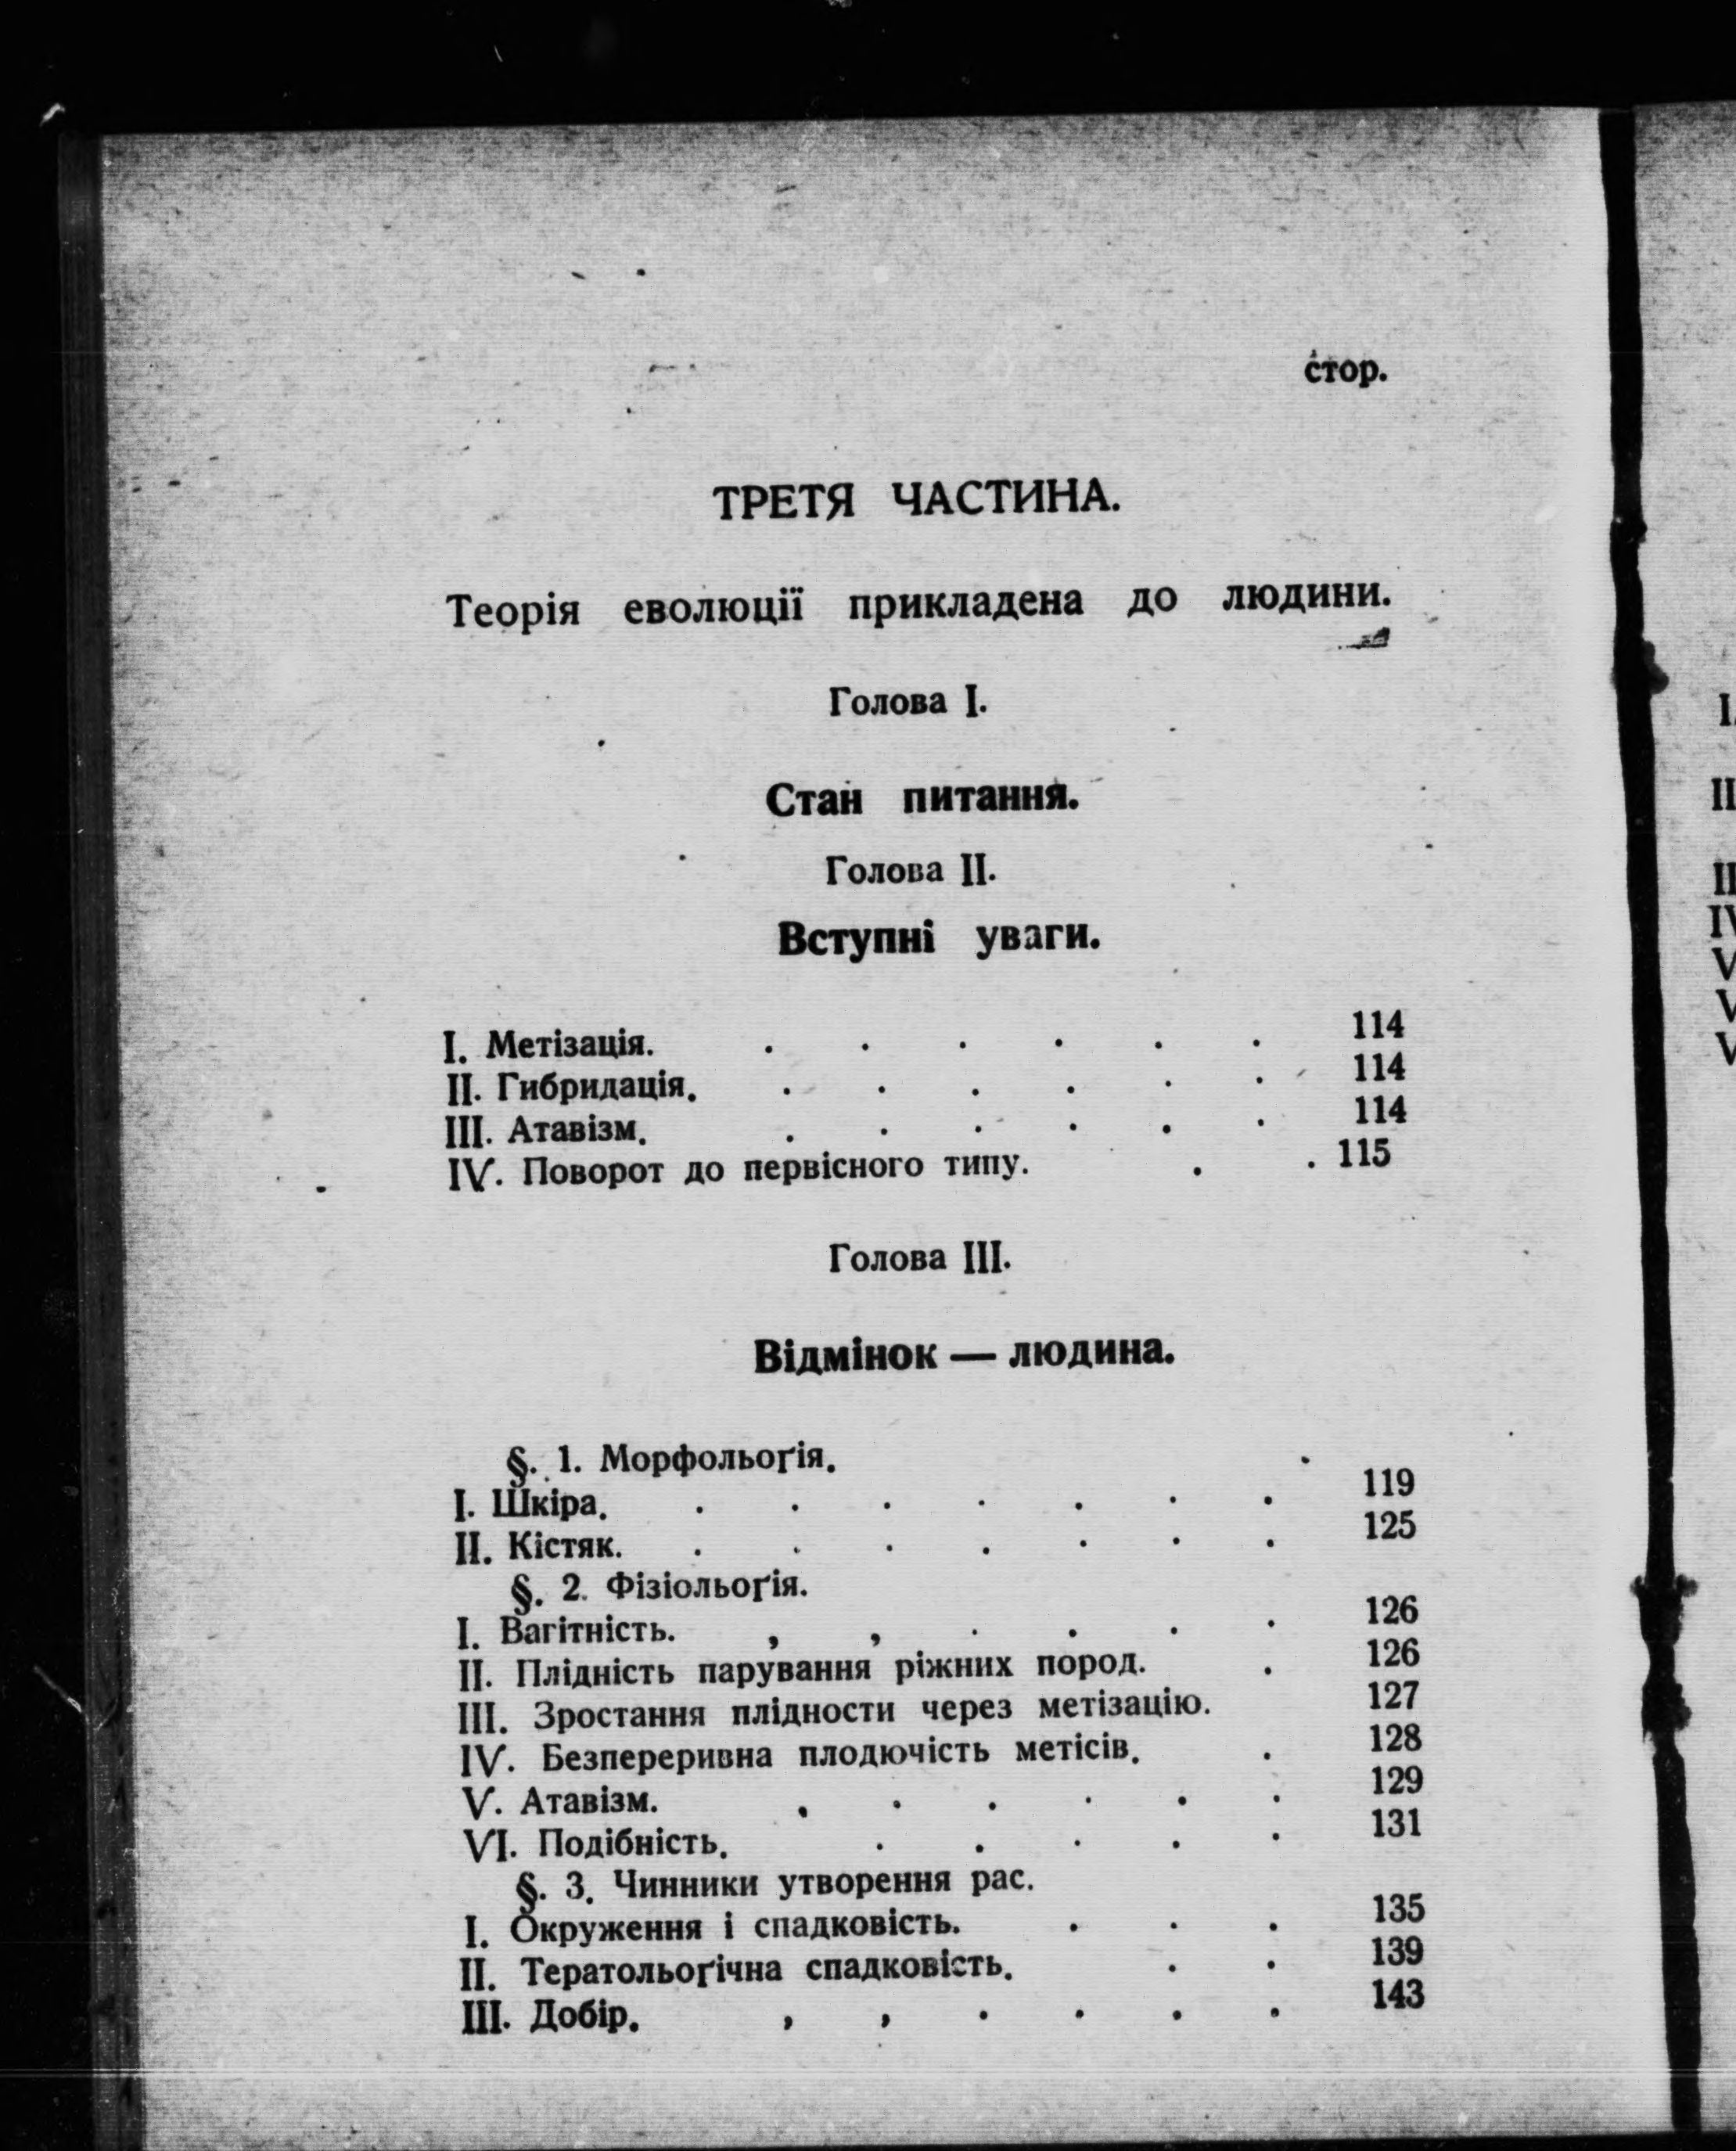 стор.
ТРЕТЯ ЧАСТИНА.
Теорія еволюції прикладена до людини.
Голова I.
Стан питання.
Голова II.
Вступні уваги.
I. Метізація. . . . . . . 114
II. Гибридація. . . . . . . 114
III. Атавізм. . . . . . . 114
IV. Поворот до первісного типу. . . 115
Голова III.
Відмінок — людина.
§. 1. Морфольоґія.
I. Шкіра. . . . . . . . 119
II. Кістяк. . . . . . . . 125
§. 2. Фізіольоґія.
I. Вагітність. , , . . . . 126
II. Плідність парування ріжних пород. . 126
III. Зростання плідности через метізацію. 127
IV. Безпереривна плодючість метісів. . 128
V. Атавізм. . . . . . . 129
VI. Подібність. . . . . . 131
§. 3. Чинники утворення рас.
I. Окруження і спадковість. . . . 135
II. Тератольоґічна спадковість. . . 139
III. Добір. , , . . . . 143